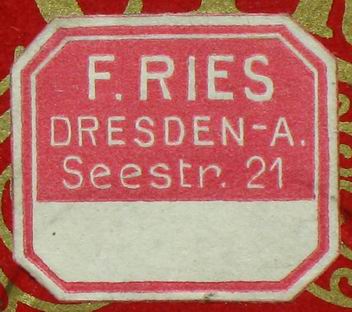 F. RIES
DRESDEN-A.
Seestr. 21